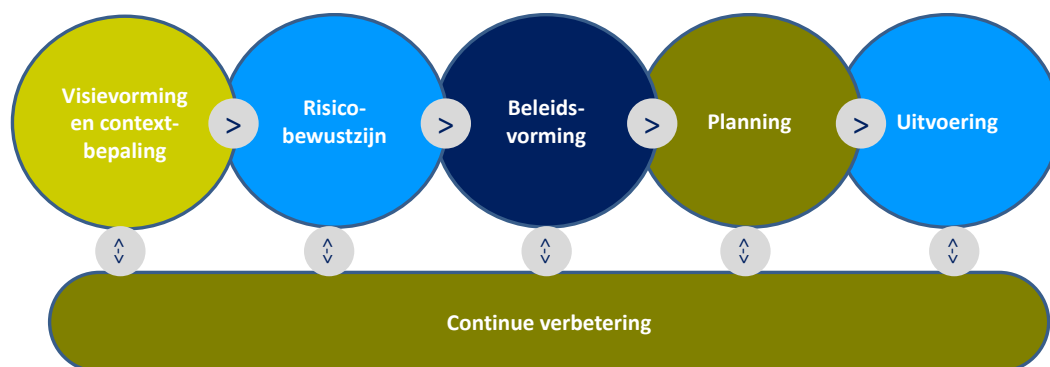 Visievorming
en context-
bepaling
>
Risico-
bewustzijn
>
Beleids-
vorming
>
Planning
>
Uitvoering
<->
<->
<->
<->
<->
Continue verbetering